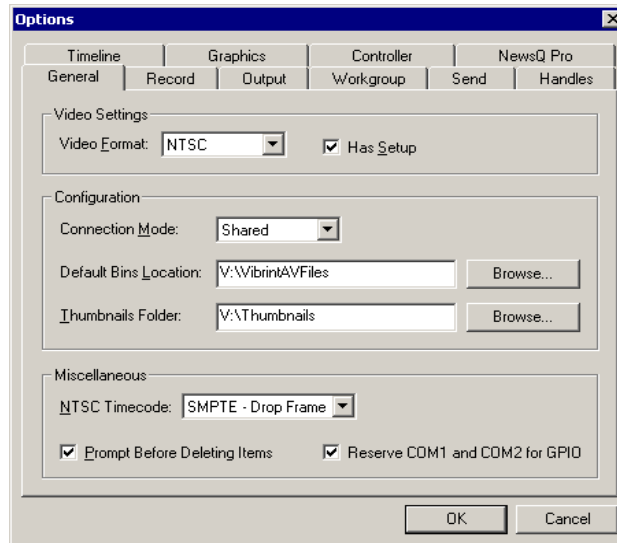 Options
Timeline Graphics Controller NewsQ Pro
General Record Output Workgroup Send Handles
Video Settings
Video Format: NTSC Has Setup
Configuration
Connection Mode: Shared
Default Bins Location: V:\VibrintAVFiles Browse...
Thumbnails Folder: V:\Thumbnails Browse...
Miscellaneous
NTSC Timecode: SMPTE - Drop Frame
Prompt Before Deleting Items Reserve COM1 and COM2 for GPIO
OK Cancel